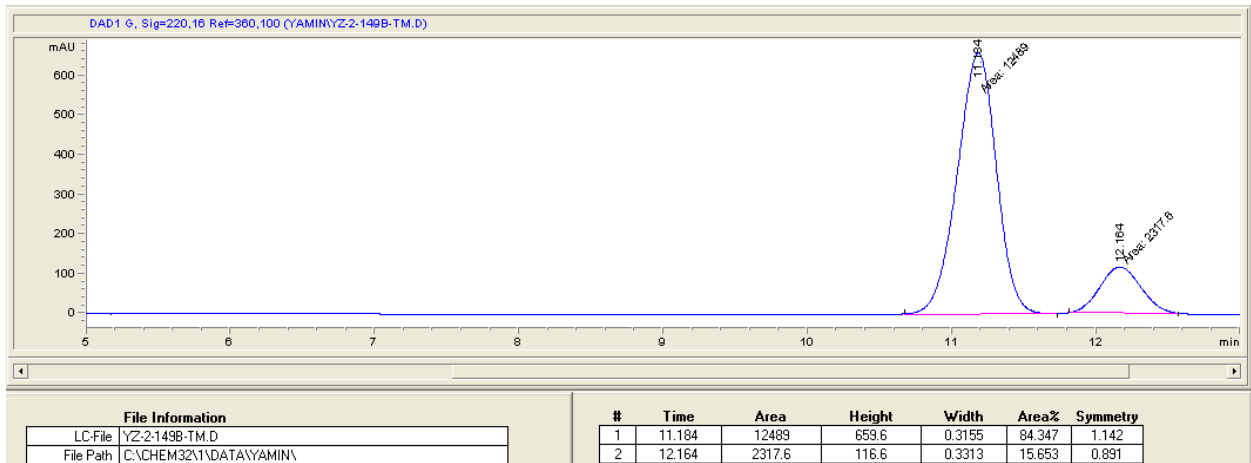 DAD1 G, Sig=220,16 Ref=360,100 (YAMIN\YZ-2-149B-TM.D)
mAU
600
500
400
300
200
100
0
11.184
Area: 12489
12.164
Area: 2317.6
5 6 7 8 9 10 11 12 min
File Information
LC-File YZ-2-149B-TM.D
File Path C:\CHEM32\1\DATA\YAMIN\
# Time Area Height Width Area% Symmetry
1 11.184 12489 659.6 0.3155 84.347 1.142
2 12.164 2317.6 116.6 0.3313 15.653 0.891